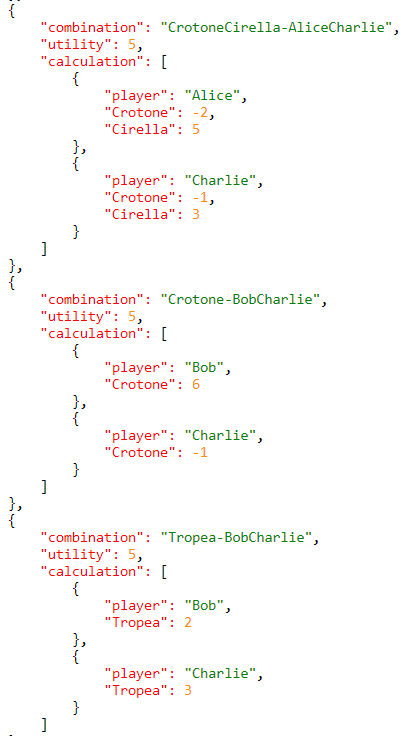 {
    "combination": "CrotoneCirella-AliceCharlie",
    "utility": 5,
    "calculation": [
        {
            "player": "Alice",
            "Crotone": -2,
            "Cirella": 5
        },
        {
            "player": "Charlie",
            "Crotone": -1,
            "Cirella": 3
        }
    ]
},
{
    "combination": "Crotone-BobCharlie",
    "utility": 5,
    "calculation": [
        {
            "player": "Bob",
            "Crotone": 6
        },
        {
            "player": "Charlie",
            "Crotone": -1
        }
    ]
},
{
    "combination": "Tropea-BobCharlie",
    "utility": 5,
    "calculation": [
        {
            "player": "Bob",
            "Tropea": 2
        },
        {
            "player": "Charlie",
            "Tropea": 3
        }
    ]